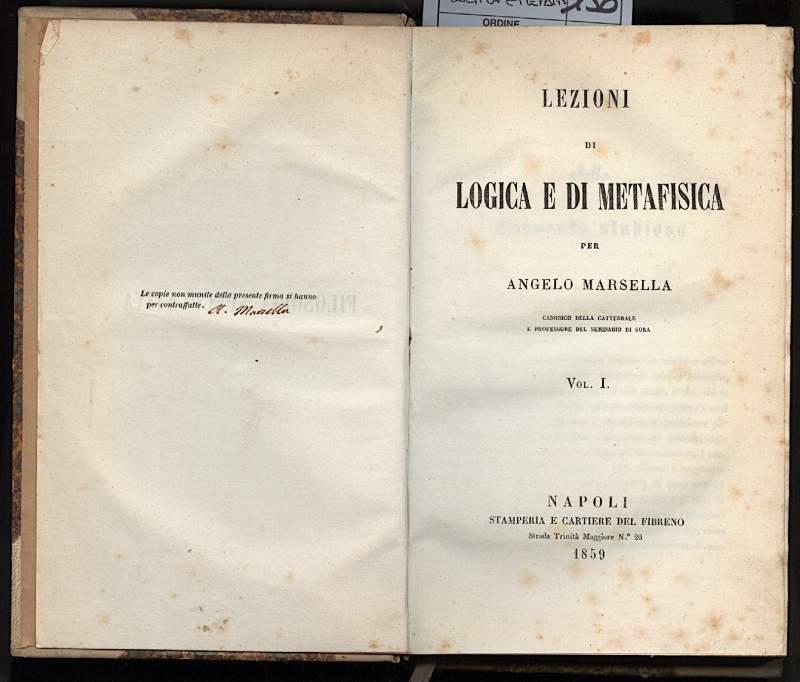 ORDINE
Le copie non munite della presente firma si hanno
per contraffatte.
A. Marsella
LEZIONI
DI
LOGICA E DI METAFISICA
PER
ANGELO MARSELLA
CANONICO DELLA CATTEDRALE
E PROFESSORE DEL SEMINARIO DI SORA
VOL. I.
NAPOLI
STAMPERIA E CARTIERE DEL FIBRENO
Strada Trinità Maggiore N.° 26
1859